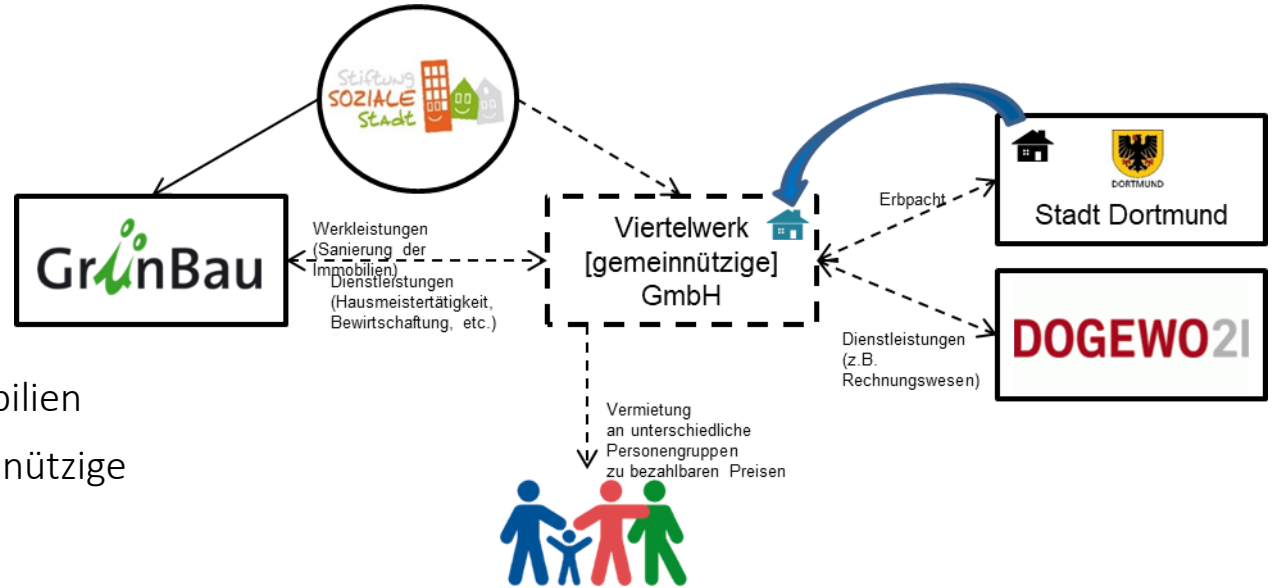 Stiftung
SOZIALE
Stadt
GrünBau
Werkleistungen
(Sanierung der
Immobilien)
Dienstleistungen
(Hausmeistertätigkeit,
Bewirtschaftung, etc.)
Viertelwerk
[gemeinnützige]
GmbH
Erbpacht
DORTMUND
Stadt Dortmund
Dienstleistungen
(z.B.
Rechnungswesen)
DOGEWO21
bilien
nützige
Vermietung
an unterschiedliche
Personengruppen
zu bezahlbaren Preisen